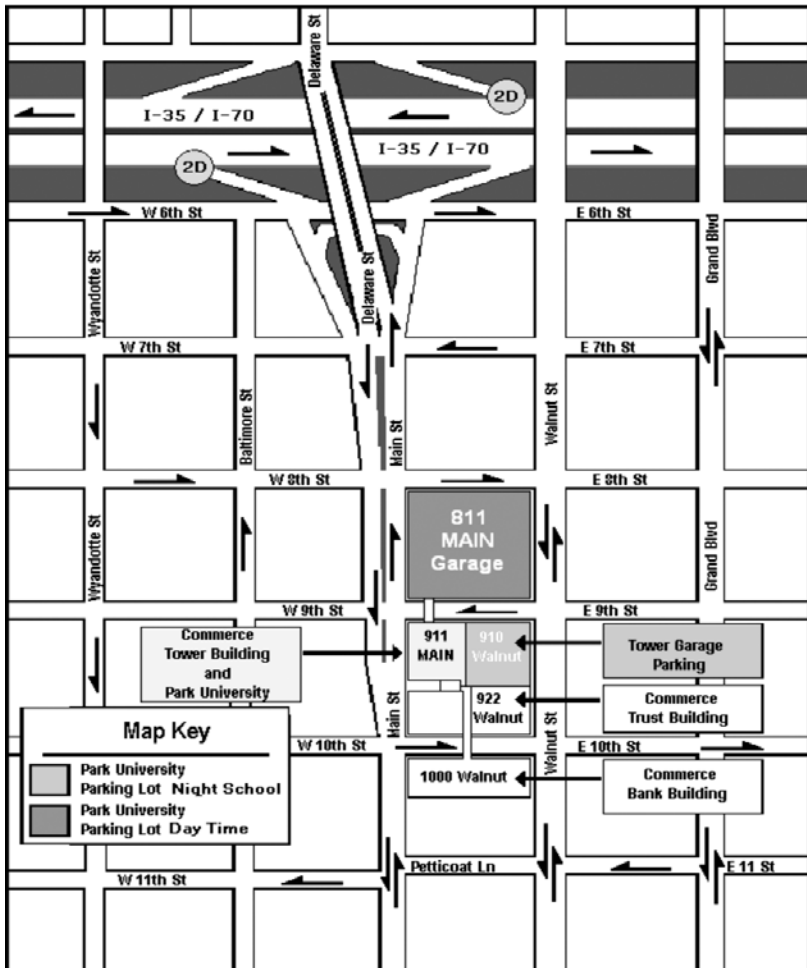 Delaware St
2D
I-35 / I-70
I-35 / I-70
2D
W 6th St
E 6th St
Wyandotte St
Delaware St
Grand Blvd
W 7th St
E 7th St
Baltimore St
Main St
Walnut St
W 8th St
E 8th St
811
MAIN
Garage
Wyandotte St
Grand Blvd
W 9th St
E 9th St
Commerce
Tower Building
and
Park University
911
MAIN
910
Walnut
Tower Garage
Parking
922
Walnut
Commerce
Trust Building
Main St
Walnut St
Map Key
Park University
Parking Lot Night School
Park University
Parking Lot Day Time
W 10th St
E 10th St
1000 Walnut
Commerce
Bank Building
Petticoat Ln
W 11th St
E 11 St